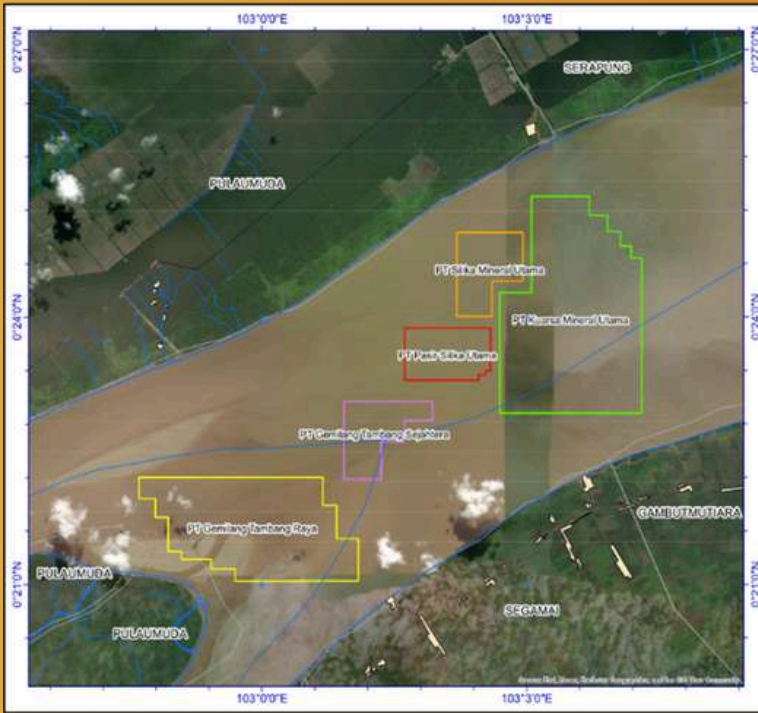 103°0'0"E 103°3'0"E
0°27'0"N 0°27'0"N
SERAPUNG
PULAUMUDA
PT Silika Mineral Utama
0°24'0"N PT Kuarsa Mineral Utama 0°24'0"N
PT Pasir Silika Utama
PT Gemilang Tambang Sejahtera
GAMBUTMUTIARA
PT Gemilang Tambang Raya
PULAUMUDA
0°21'0"N 0°21'0"N
PULAUMUDA SEGAMAI
103°0'0"E 103°3'0"E